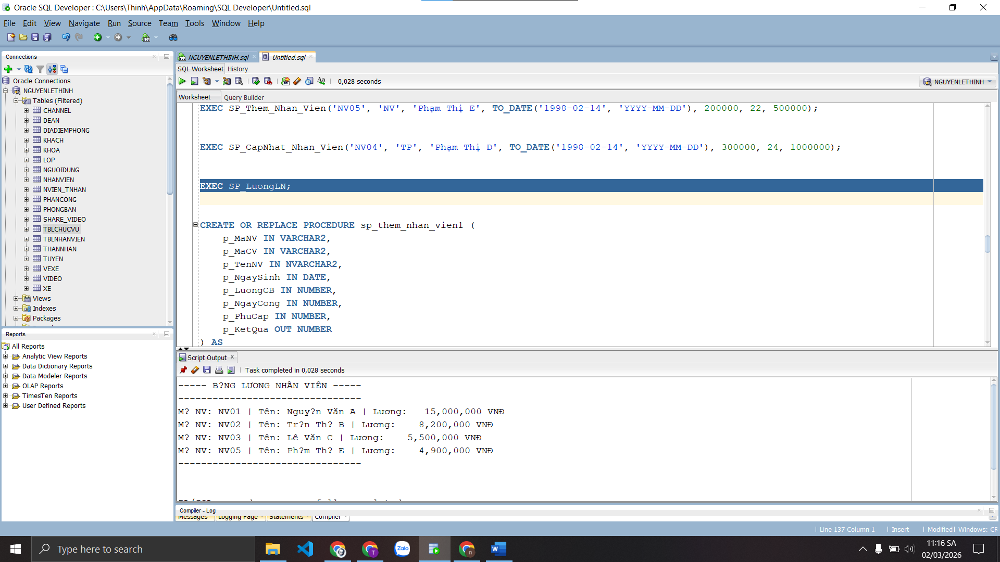 Oracle SQL Developer : C:\Users\Thinh\AppData\Roaming\SQL Developer\Untitled.sql
File Edit View Navigate Run Source Team Tools Window Help
Connections
Oracle Connections
NGUYENLETHINH
Tables (Filtered)
CHANNEL
DEAN
DIADIEMPHONG
KHACH
KHOA
LOP
NGUOIDUNG
NHANVIEN
NVIEN_TNHAN
PHANCONG
PHONGBAN
SHARE_VIDEO
TBLCHUCVU
TBLNHANVIEN
THANNHAN
TUYEN
VEXE
VIDEO
XE
Views
Indexes
Packages
Reports
All Reports
Analytic View Reports
Data Dictionary Reports
Data Modeler Reports
OLAP Reports
TimesTen Reports
User Defined Reports
NGUYENLETHINH.sql Untitled.sql
SQL Worksheet History
0,028 seconds
NGUYENLETHINH
Worksheet Query Builder
EXEC SP_Them_Nhan_Vien('NV05', 'NV', 'Phạm Thị E', TO_DATE('1998-02-14', 'YYYY-MM-DD'), 200000, 22, 500000);
EXEC SP_CapNhat_Nhan_Vien('NV04', 'TP', 'Phạm Thị D', TO_DATE('1998-02-14', 'YYYY-MM-DD'), 300000, 24, 1000000);
EXEC SP_LuongLN;
CREATE OR REPLACE PROCEDURE sp_them_nhan_vien1 (
p_MaNV IN VARCHAR2,
p_MaCV IN VARCHAR2,
p_TenNV IN NVARCHAR2,
p_NgaySinh IN DATE,
p_LuongCB IN NUMBER,
p_NgayCong IN NUMBER,
p_PhuCap IN NUMBER,
p_KetQua OUT NUMBER
) AS
Script Output
Task completed in 0,028 seconds
----- B?NG LƯƠNG NHÂN VIÊN -----
--------------------------------
M? NV: NV01 | Tên: Nguy?n Văn A | Lương:   15,000,000 VNĐ
M? NV: NV02 | Tên: Tr?n Th? B | Lương:    8,200,000 VNĐ
M? NV: NV03 | Tên: Lê Văn C | Lương:    5,500,000 VNĐ
M? NV: NV05 | Tên: Ph?m Th? E | Lương:    4,900,000 VNĐ
--------------------------------
Compiler - Log
Messages Logging Page Statements Compiler
Line 137 Column 1 Insert Modified Windows: CR
Type here to search
Zalo
11:16 SA
02/03/2026